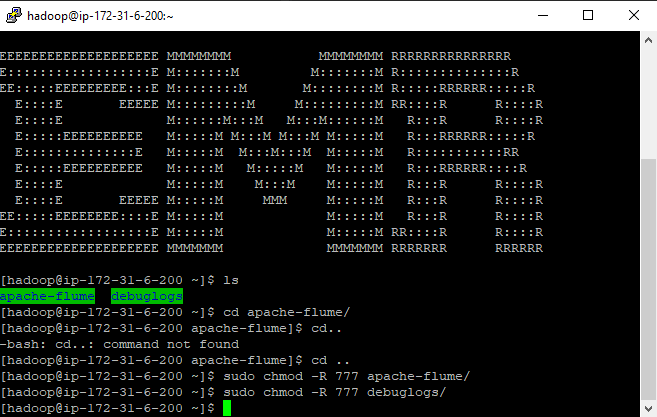 hadoop@ip-172-31-6-200:~
EEEEEEEEEEEEEEEEEEEE MMMMMMMM           MMMMMMMM RRRRRRRRRRRRRRR
E::::::::::::::::::E M:::::::M         M:::::::M R::::::::::::::R
EE:::::EEEEEEEEE:::E M::::::::M       M::::::::M R:::::RRRRRR:::::R
  E::::E       EEEEE M:::::::::M     M:::::::::M RR::::R      R::::R
  E::::E             M::::::M:::M   M:::M::::::M   R:::R      R::::R
  E:::::EEEEEEEEEE   M:::::M M:::M M:::M M:::::M   R:::RRRRRR:::::R
  E::::::::::::::E   M:::::M  M:::M:::M  M:::::M   R:::::::::::RR
  E:::::EEEEEEEEEE   M:::::M   M:::::M   M:::::M   R:::RRRRRR::::R
  E::::E             M:::::M    M:::M    M:::::M   R:::R      R::::R
  E::::E       EEEEE M:::::M     MMM     M:::::M   R:::R      R::::R
EE:::::EEEEEEEE::::E M:::::M             M:::::M   R:::R      R::::R
E::::::::::::::::::E M:::::M             M:::::M RR::::R      R::::R
EEEEEEEEEEEEEEEEEEEE MMMMMMM             MMMMMMM RRRRRRR      RRRRRR
[hadoop@ip-172-31-6-200 ~]$ ls
apache-flume  debuglogs
[hadoop@ip-172-31-6-200 ~]$ cd apache-flume/
[hadoop@ip-172-31-6-200 apache-flume]$ cd..
-bash: cd..: command not found
[hadoop@ip-172-31-6-200 apache-flume]$ cd ..
[hadoop@ip-172-31-6-200 ~]$ sudo chmod -R 777 apache-flume/
[hadoop@ip-172-31-6-200 ~]$ sudo chmod -R 777 debuglogs/
[hadoop@ip-172-31-6-200 ~]$